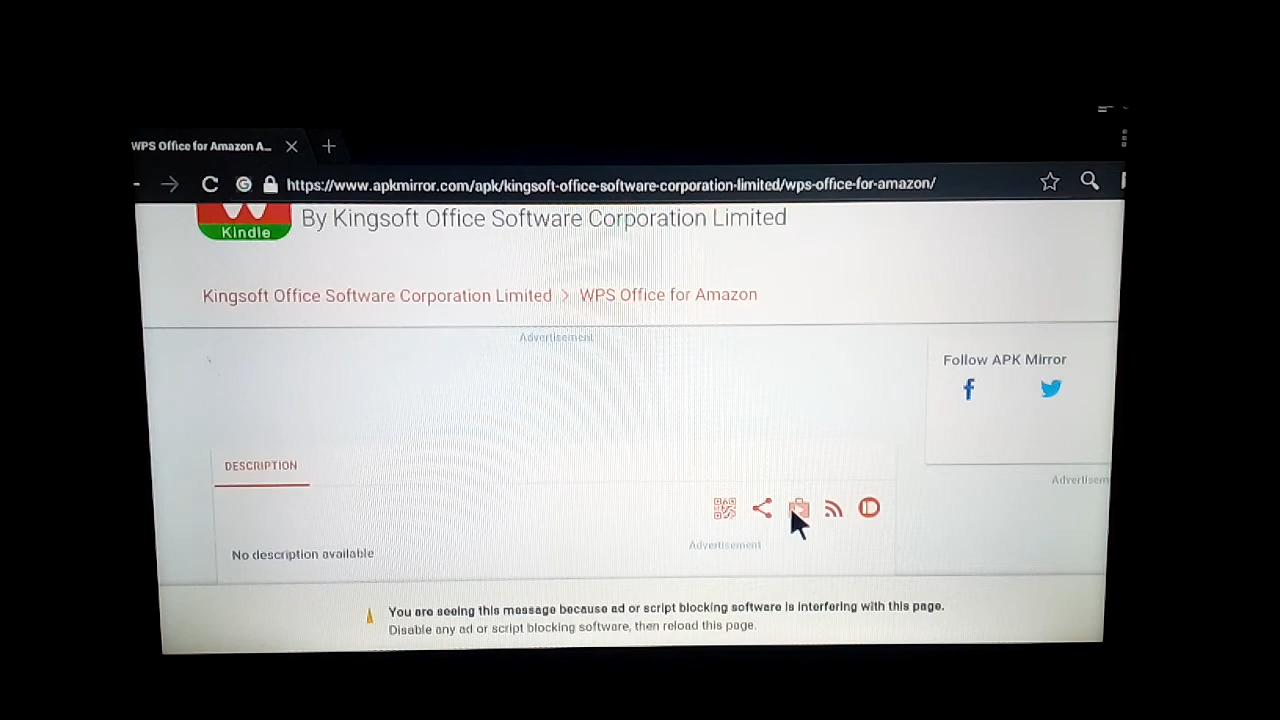 WPS Office for Amazon A...
https://www.apkmirror.com/apk/kingsoft-office-software-corporation-limited/wps-office-for-amazon/
Kindle
By Kingsoft Office Software Corporation Limited
Kingsoft Office Software Corporation Limited > WPS Office for Amazon
Advertisement
Follow APK Mirror
DESCRIPTION
Advertisem
No description available
Advertisement
You are seeing this message because ad or script blocking software is interfering with this page.
Disable any ad or script blocking software, then reload this page.